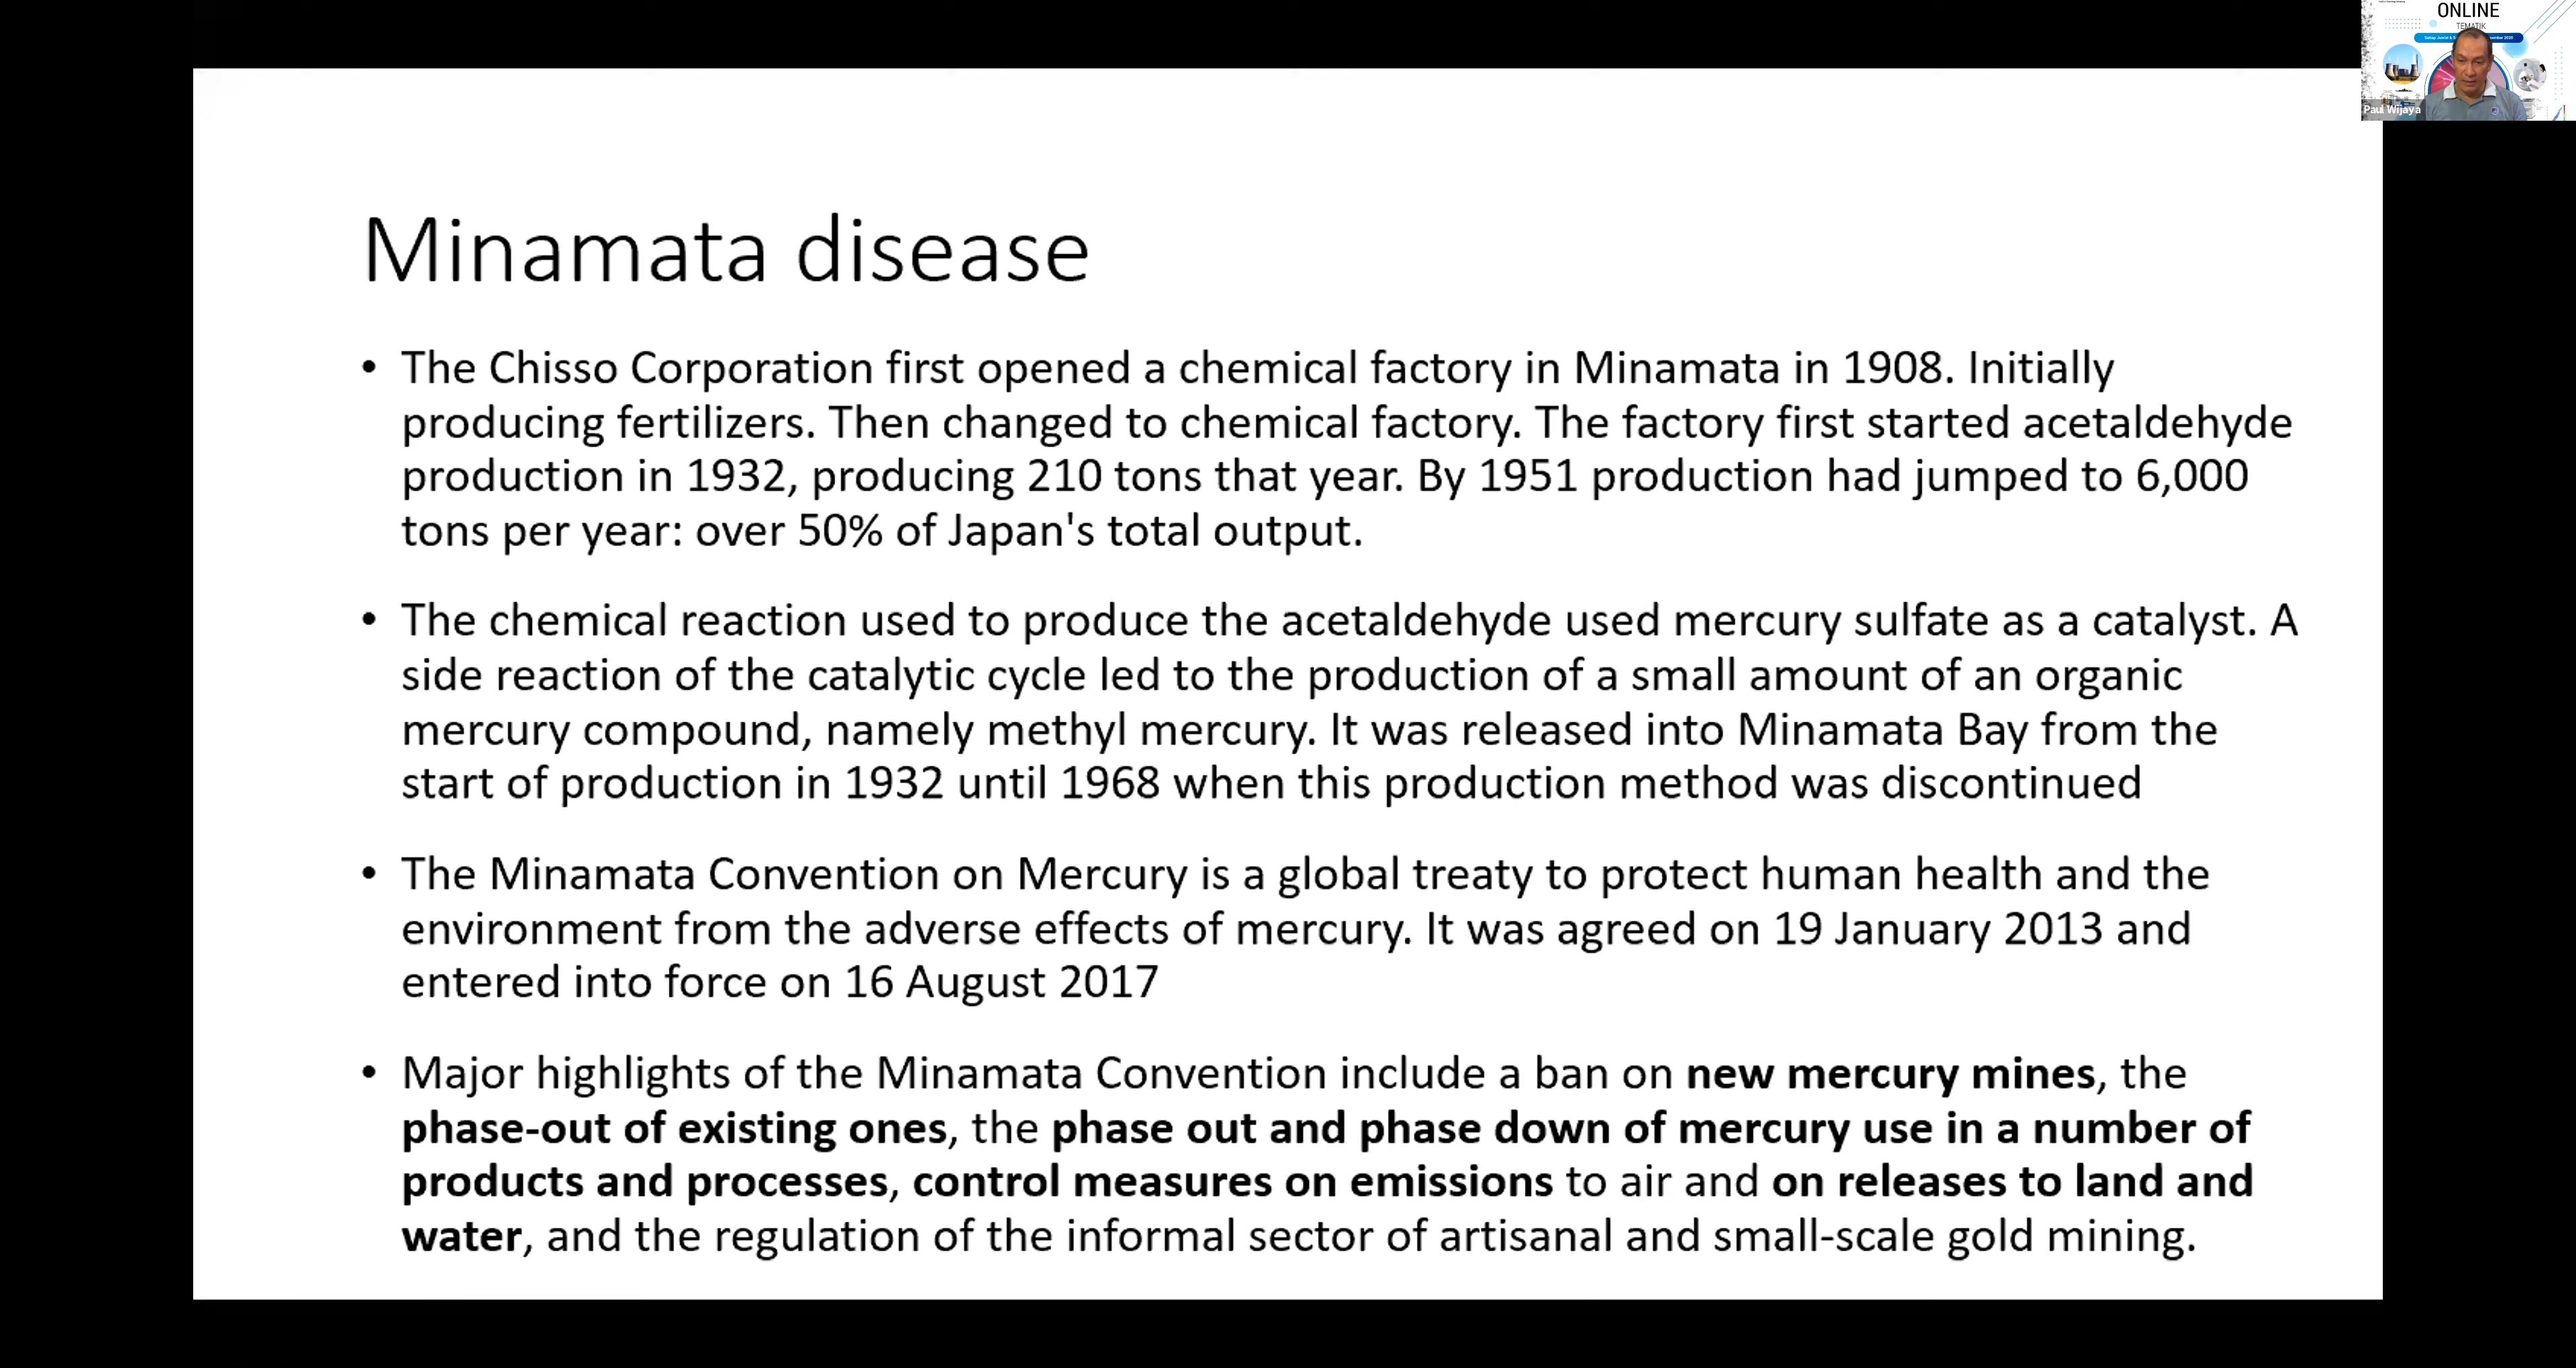 ONLINE
TEMATIK
Paul Wijaya
Minamata disease
• The Chisso Corporation first opened a chemical factory in Minamata in 1908. Initially
producing fertilizers. Then changed to chemical factory. The factory first started acetaldehyde
production in 1932, producing 210 tons that year. By 1951 production had jumped to 6,000
tons per year: over 50% of Japan's total output.
• The chemical reaction used to produce the acetaldehyde used mercury sulfate as a catalyst. A
side reaction of the catalytic cycle led to the production of a small amount of an organic
mercury compound, namely methyl mercury. It was released into Minamata Bay from the
start of production in 1932 until 1968 when this production method was discontinued
• The Minamata Convention on Mercury is a global treaty to protect human health and the
environment from the adverse effects of mercury. It was agreed on 19 January 2013 and
entered into force on 16 August 2017
• Major highlights of the Minamata Convention include a ban on new mercury mines, the
phase-out of existing ones, the phase out and phase down of mercury use in a number of
products and processes, control measures on emissions to air and on releases to land and
water, and the regulation of the informal sector of artisanal and small-scale gold mining.